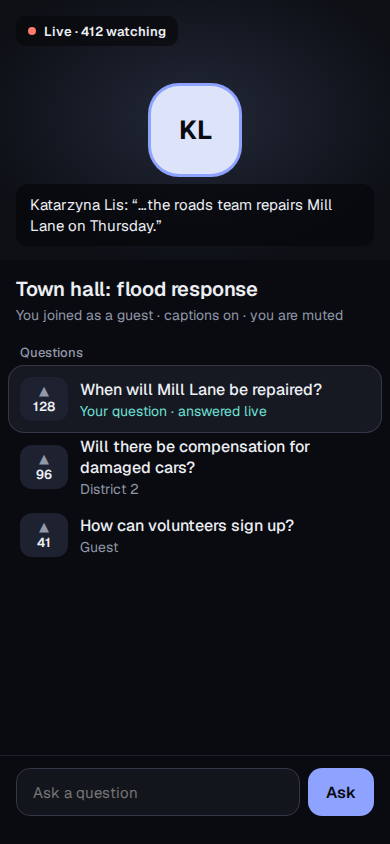 Live · 412 watching
KL
Katarzyna Lis: “…the roads team repairs Mill
Lane on Thursday.”
Town hall: flood response
You joined as a guest · captions on · you are muted
Questions
▲
128
When will Mill Lane be repaired?
Your question · answered live
▲
96
Will there be compensation for
damaged cars?
District 2
▲
41
How can volunteers sign up?
Guest
Ask a question
Ask